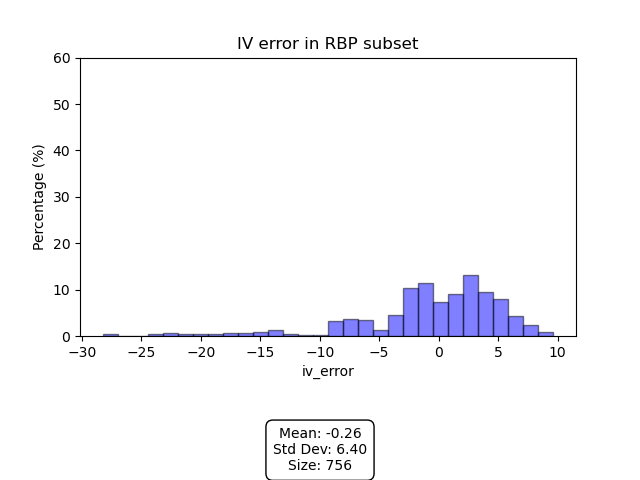 IV error in RBP subset
60
50
40
30
20
10
0
Percentage (%)
−30 −25 −20 −15 −10 −5 0 5 10
iv_error
Mean: -0.26
Std Dev: 6.40
Size: 756